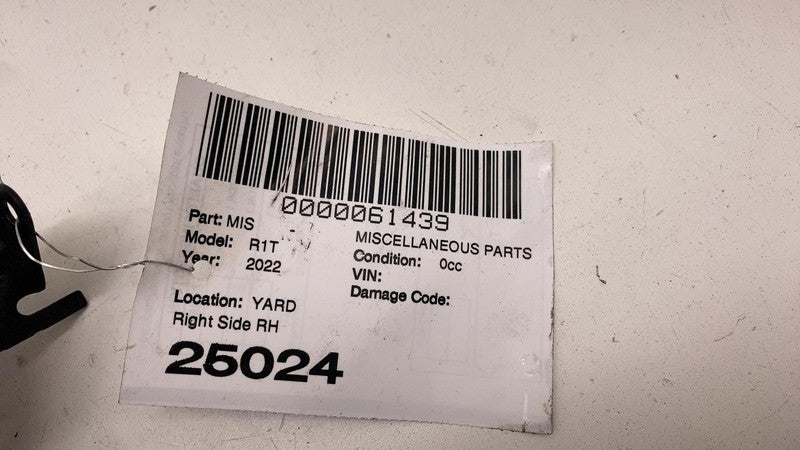 0000061439
Part: MIS
MISCELLANEOUS PARTS
Model: R1T
Condition: 0cc
Year: 2022
VIN:
Damage Code:
Location: YARD
Right Side RH
25024